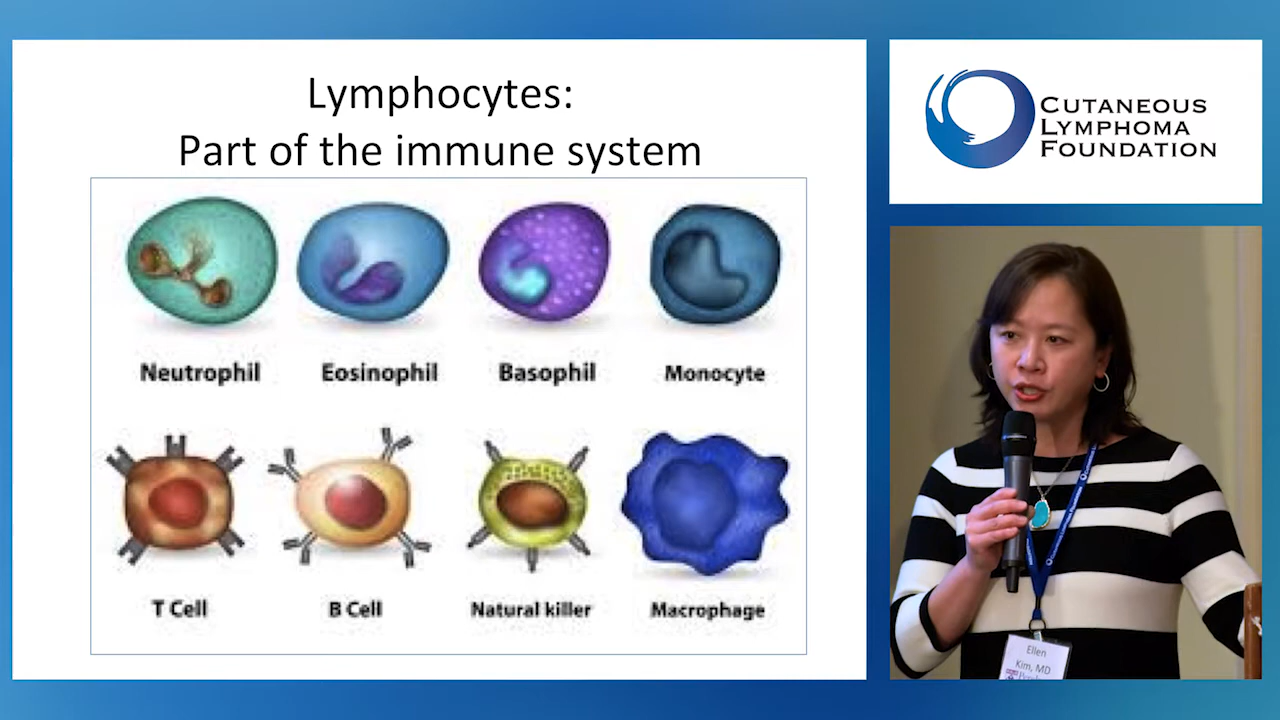 Lymphocytes:
Part of the immune system
Neutrophil
Eosinophil
Basophil
Monocyte
T Cell
B Cell
Natural killer
Macrophage
CUTANEOUS
LYMPHOMA
FOUNDATION
Ellen
Kim, MD